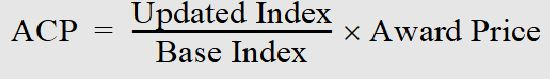 ACP = Updated Index / Base Index × Award Price